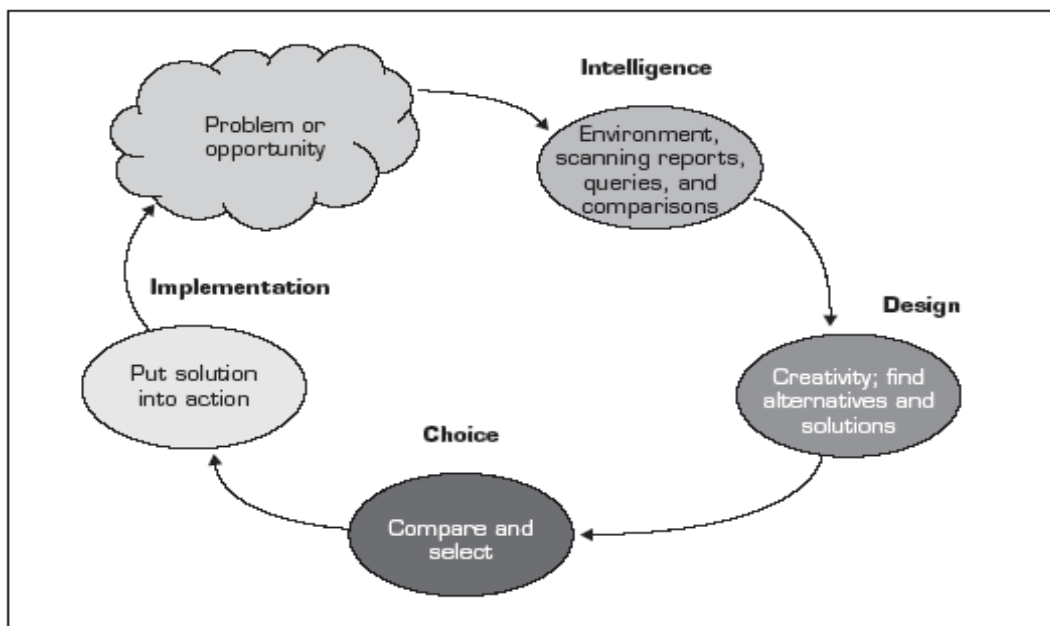 Problem or
opportunity
Intelligence
Environment,
scanning reports,
queries, and
comparisons
Design
Creativity; find
alternatives and
solutions
Choice
Compare and
select
Implementation
Put solution
into action